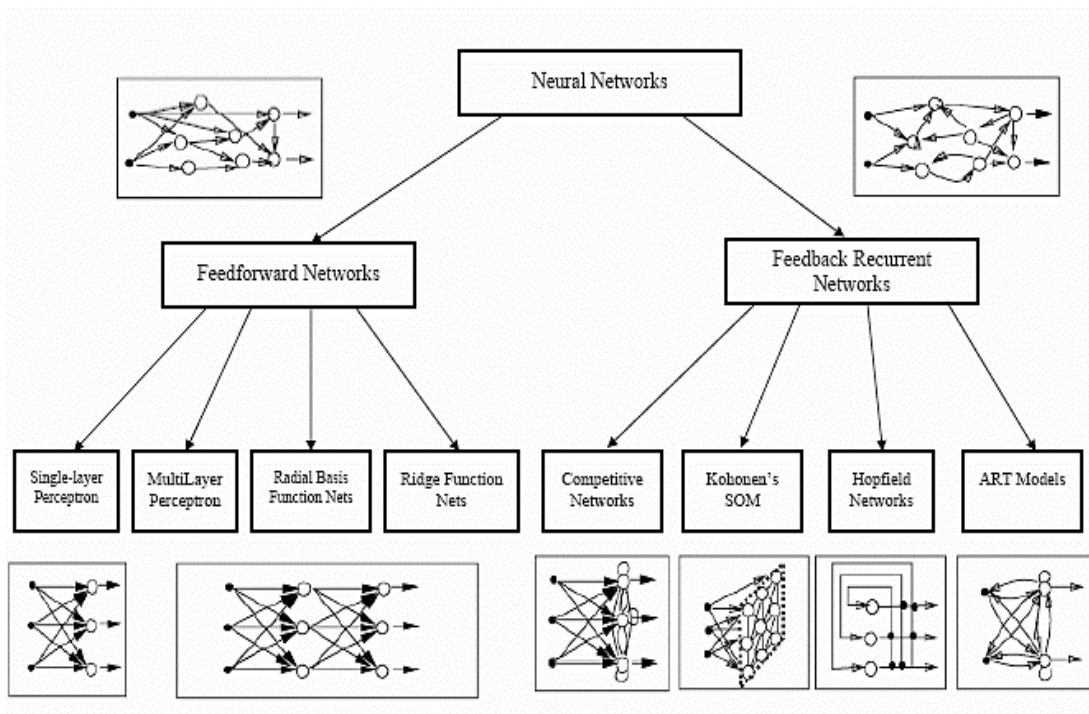 Neural Networks
Feedforward Networks
Feedback Recurrent
Networks
Single-layer
Perceptron
MultiLayer
Perceptron
Radial Basis
Function Nets
Ridge Function
Nets
Competitive
Networks
Kohonen’s
SOM
Hopfield
Networks
ART Models